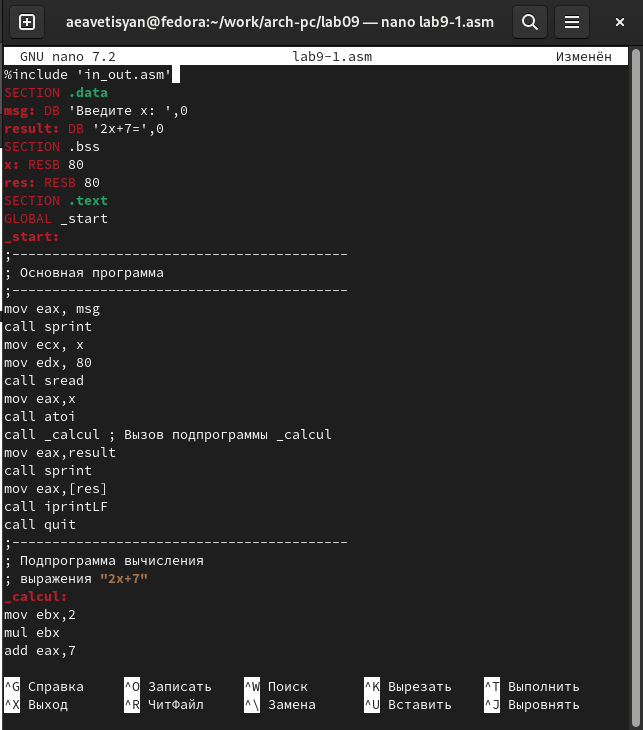 aeavetisyan@fedora:~/work/arch-pc/lab09 — nano lab9-1.asm
GNU nano 7.2 lab9-1.asm Изменён
%include 'in_out.asm'
SECTION .data
msg: DB 'Введите x: ',0
result: DB '2x+7=',0
SECTION .bss
x: RESB 80
res: RESB 80
SECTION .text
GLOBAL _start
_start:
;------------------------------------------
; Основная программа
;------------------------------------------
mov eax, msg
call sprint
mov ecx, x
mov edx, 80
call sread
mov eax,x
call atoi
call _calcul ; Вызов подпрограммы _calcul
mov eax,result
call sprint
mov eax,[res]
call iprintLF
call quit
;------------------------------------------
; Подпрограмма вычисления
; выражения "2x+7"
_calcul:
mov ebx,2
mul ebx
add eax,7
^G Справка ^O Записать ^W Поиск ^K Вырезать ^T Выполнить
^X Выход ^R ЧитФайл ^\ Замена ^U Вставить ^J Выровнять